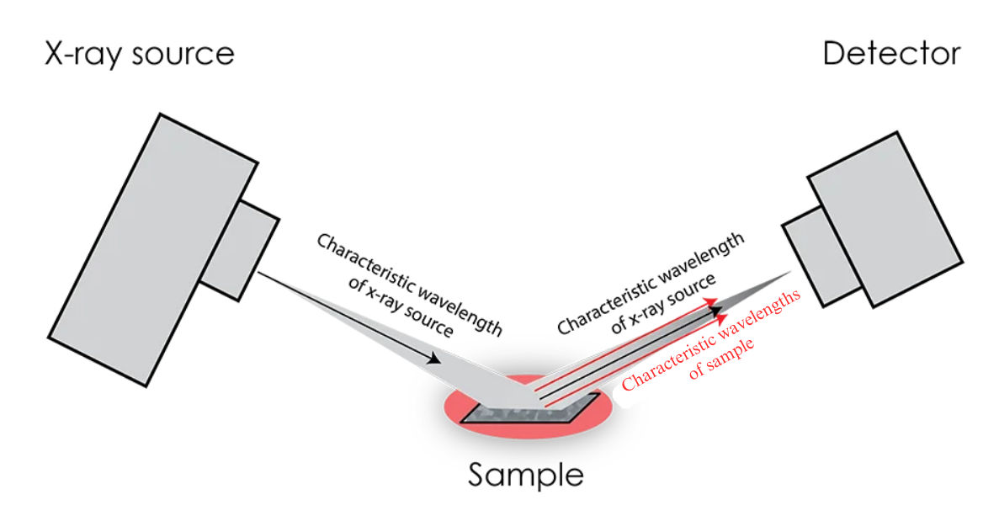 X-ray source
Detector
Characteristic wavelength
of x-ray source
Characteristic wavelength
of x-ray source
Characteristic wavelengths
of sample
Sample